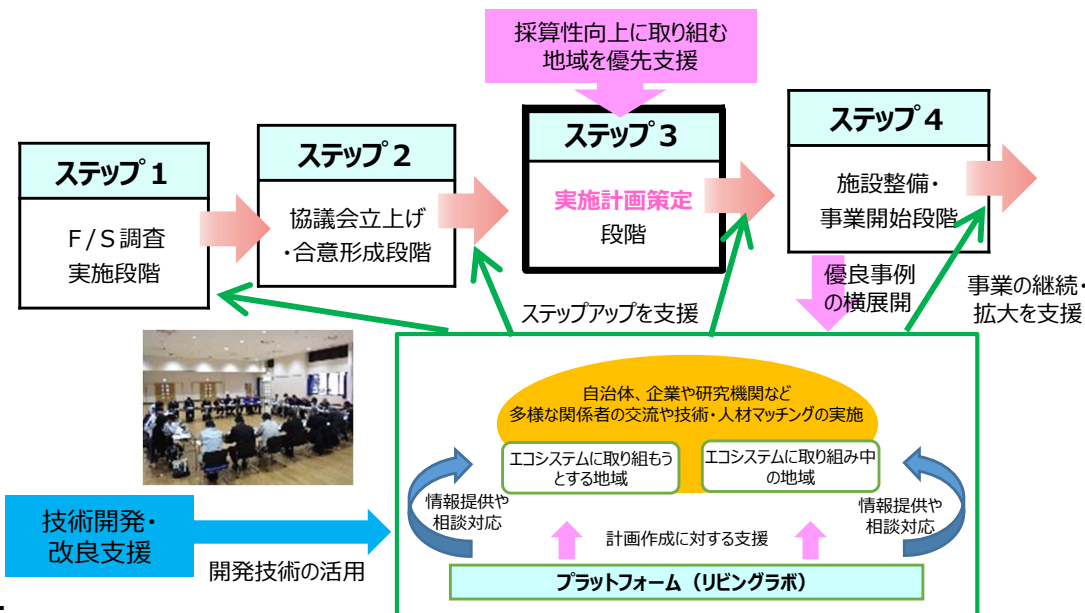 採算性向上に取り組む
地域を優先支援
ステップ１
F/S調査
実施段階
ステップ２
協議会立上げ
・合意形成段階
ステップ３
実施計画策定
段階
ステップ４
施設整備・
事業開始段階
ステップアップを支援
優良事例
の横展開
事業の継続・
拡大を支援
自治体、企業や研究機関など
多様な関係者の交流や技術・人材マッチングの実施
エコシステムに取り組もう
とする地域
エコシステムに取り組み中
の地域
情報提供や
相談対応
情報提供や
相談対応
計画作成に対する支援
プラットフォーム（リビングラボ）
技術開発・
改良支援
開発技術の活用